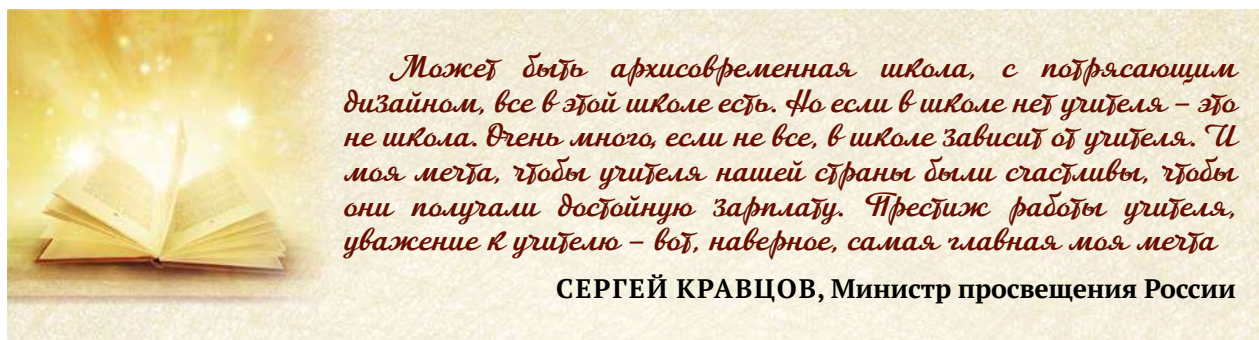 Может быть архисовременная школа, с потрясающим
дизайном, все в этой школе есть. Но если в школе нет учителя – это
не школа. Очень много, если не все, в школе зависит от учителя. И
моя мечта, чтобы учителя нашей страны были счастливы, чтобы
они получали достойную зарплату. Престиж работы учителя,
уважение к учителю – вот, наверное, самая главная моя мечта
СЕРГЕЙ КРАВЦОВ, Министр просвещения России